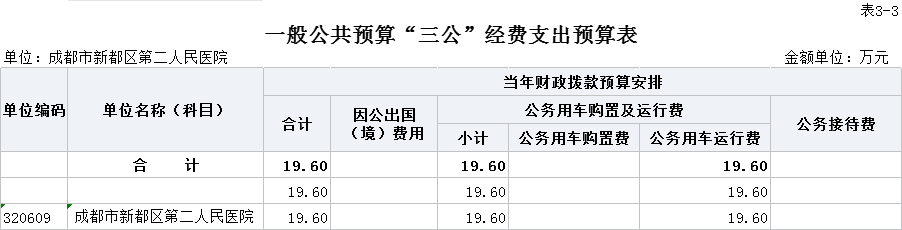 表3-3
一般公共预算“三公”经费支出预算表
单位：成都市新都区第二人民医院 金额单位：万元
单位编码 单位名称（科目） 当年财政拨款预算安排
合计 因公出国（境）费用 公务用车购置及运行费 公务接待费
小计 公务用车购置费 公务用车运行费
合 计 19.60 19.60 19.60
19.60 19.60 19.60
320609 成都市新都区第二人民医院 19.60 19.60 19.60